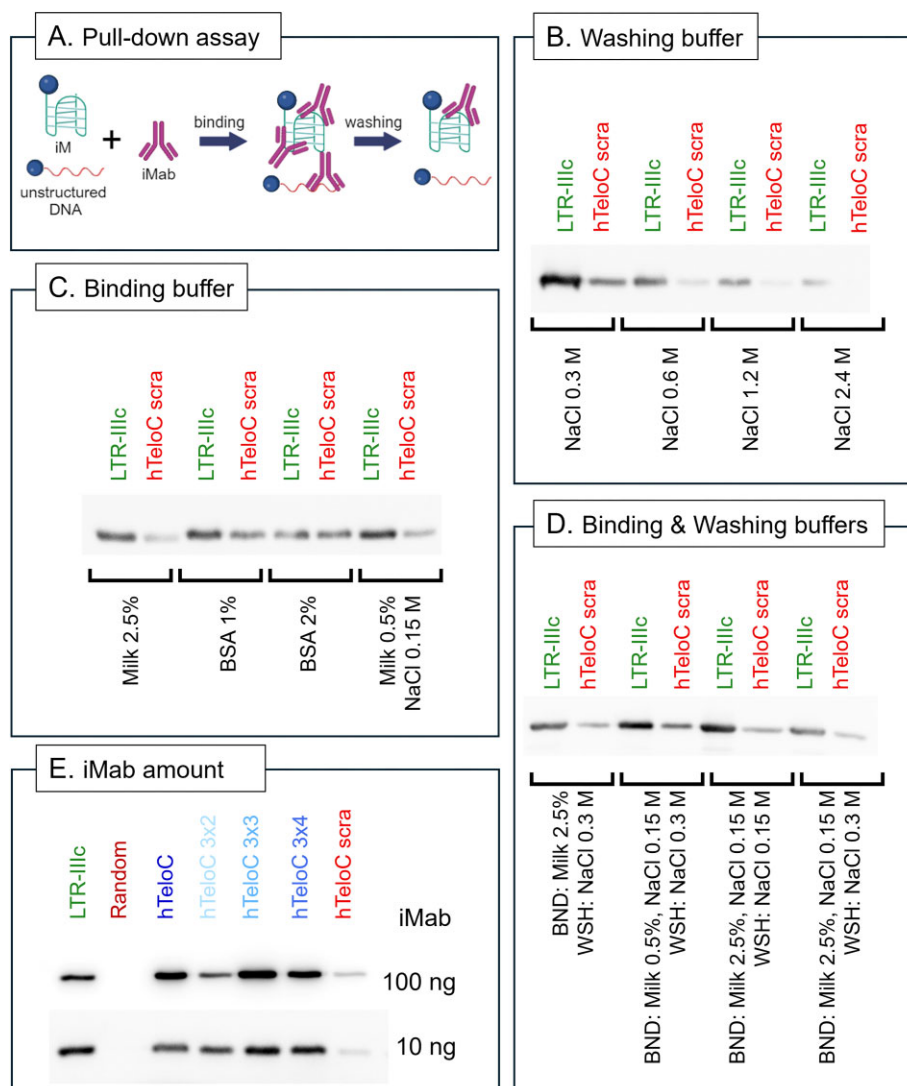 A. Pull-down assay
iM
+
unstructured
DNA
iMab
binding
washing
B. Washing buffer
LTR-IIIc
hTeloC scra
LTR-IIIc
hTeloC scra
LTR-IIIc
hTeloC scra
LTR-IIIc
hTeloC scra
NaCl 0.3 M
NaCl 0.6 M
NaCl 1.2 M
NaCl 2.4 M
C. Binding buffer
LTR-IIIc
hTeloC scra
LTR-IIIc
hTeloC scra
LTR-IIIc
hTeloC scra
LTR-IIIc
hTeloC scra
Milk 2.5%
BSA 1%
BSA 2%
Milk 0.5%
NaCl 0.15 M
D. Binding & Washing buffers
LTR-IIIc
hTeloC scra
LTR-IIIc
hTeloC scra
LTR-IIIc
hTeloC scra
LTR-IIIc
hTeloC scra
BND: Milk 2.5%
WSH: NaCl 0.3 M
BND: Milk 0.5%, NaCl 0.15 M
WSH: NaCl 0.3 M
BND: Milk 2.5%, NaCl 0.15 M
WSH: NaCl 0.15 M
BND: Milk 2.5%, NaCl 0.15 M
WSH: NaCl 0.3 M
E. iMab amount
LTR-IIIc
Random
hTeloC
hTeloC 3x2
hTeloC 3x3
hTeloC 3x4
hTeloC scra
iMab
100 ng
10 ng